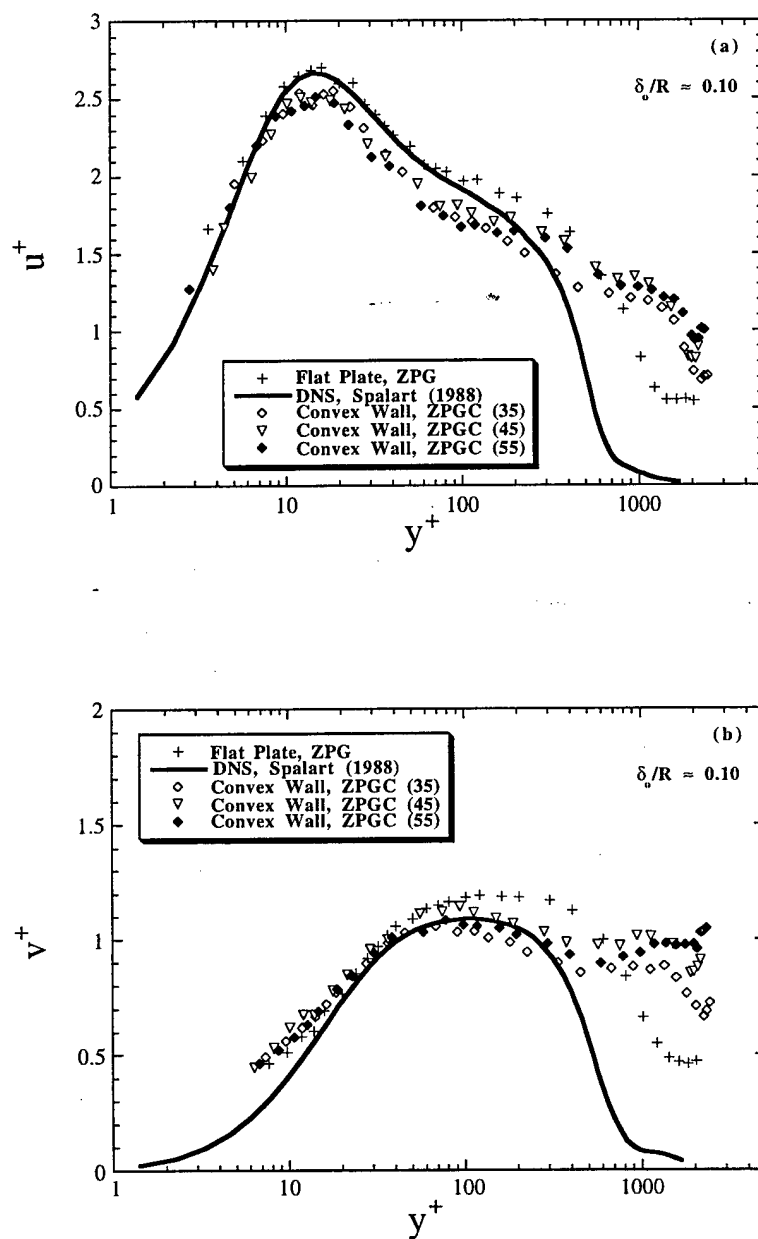 3
(a)
δₒ/R ≈ 0.10
2.5
2
u⁺
1.5
1
0.5
0
Flat Plate, ZPG
DNS, Spalart (1988)
Convex Wall, ZPGC (35)
Convex Wall, ZPGC (45)
Convex Wall, ZPGC (55)
1
10
100
1000
y⁺
2
(b)
δₒ/R ≈ 0.10
Flat Plate, ZPG
DNS, Spalart (1988)
Convex Wall, ZPGC (35)
Convex Wall, ZPGC (45)
Convex Wall, ZPGC (55)
1.5
v⁺
1
0.5
0
1
10
100
1000
y⁺